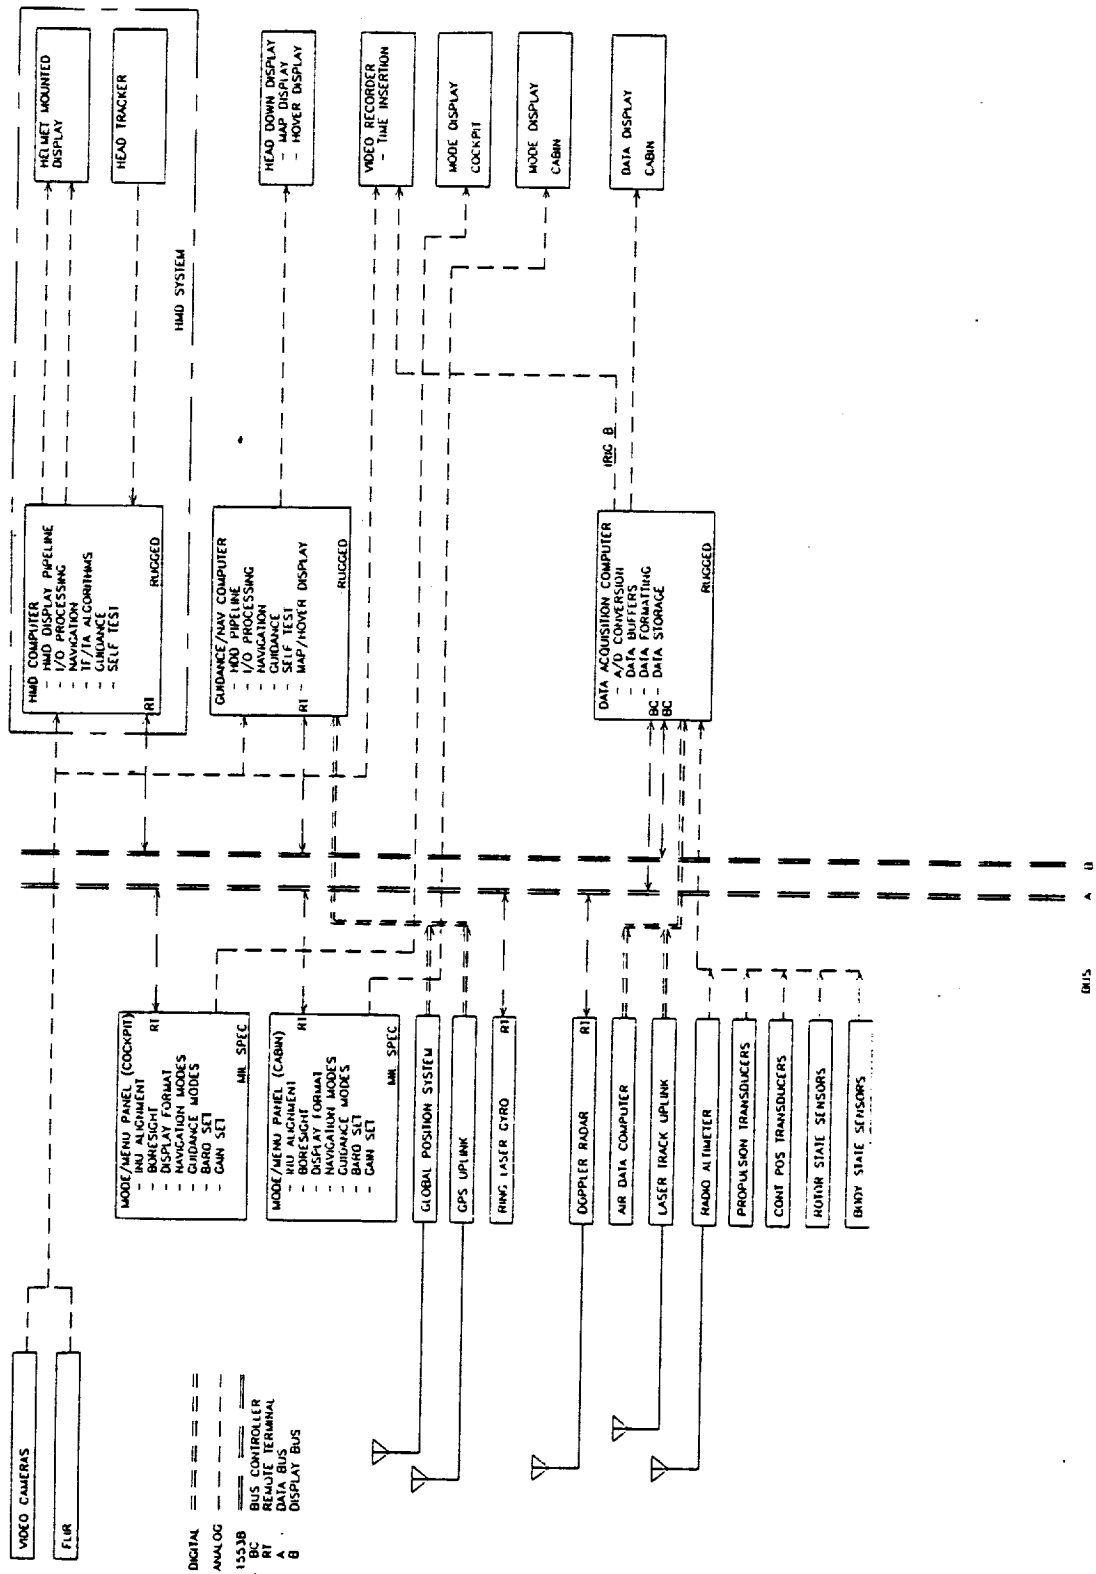 VIDEO CAMERAS
FLIR
DIGITAL
ANALOG
1553B
BC BUS CONTROLLER
RT REMOTE TERMINAL
A DATA BUS
B DISPLAY BUS
MODE/MENU PANEL (COCKPIT)
- INU ALIGNMENT RT
- BORESIGHT
- DISPLAY FORMAT
- NAVIGATION MODES
- GUIDANCE MODES
- BARO SET
- GAIN SET
MIL SPEC
MODE/MENU PANEL (CABIN)
- INU ALIGNMENT RT
- BORESIGHT
- DISPLAY FORMAT
- NAVIGATION MODES
- GUIDANCE MODES
- BARO SET
- GAIN SET
MIL SPEC
GLOBAL POSITION SYSTEM
GPS UPLINK
RING LASER GYRO RT
DOPPLER RADAR RT
AIR DATA COMPUTER
LASER TRACK UPLINK
RADIO ALTIMETER
PROPULSION TRANSDUCERS
CONT POS TRANSDUCERS
ROTOR STATE SENSORS
BODY STATE SENSORS
BUS A B
HMD COMPUTER
- HMD DISPLAY PIPELINE
- I/O PROCESSING
- NAVIGATION
- TF/TA ALGORITHMS
- GUIDANCE
- SELF TEST
RT RUGGED
GUIDANCE/NAV COMPUTER
- HDD PIPELINE
- I/O PROCESSING
- NAVIGATION
- GUIDANCE
- SELF TEST
RT - MAP/HOVER DISPLAY
RUGGED
DATA ACQUISITION COMPUTER
- A/D CONVERSION
- DATA BUFFERS
- DATA FORMATTING
BC - DATA STORAGE
BC
RUGGED
IRIG B
HMD SYSTEM
HELMET MOUNTED
DISPLAY
HEAD TRACKER
HEAD DOWN DISPLAY
- MAP DISPLAY
- HOVER DISPLAY
VIDEO RECORDER
- TIME INSERTION
MODE DISPLAY
COCKPIT
MODE DISPLAY
CABIN
DATA DISPLAY
CABIN